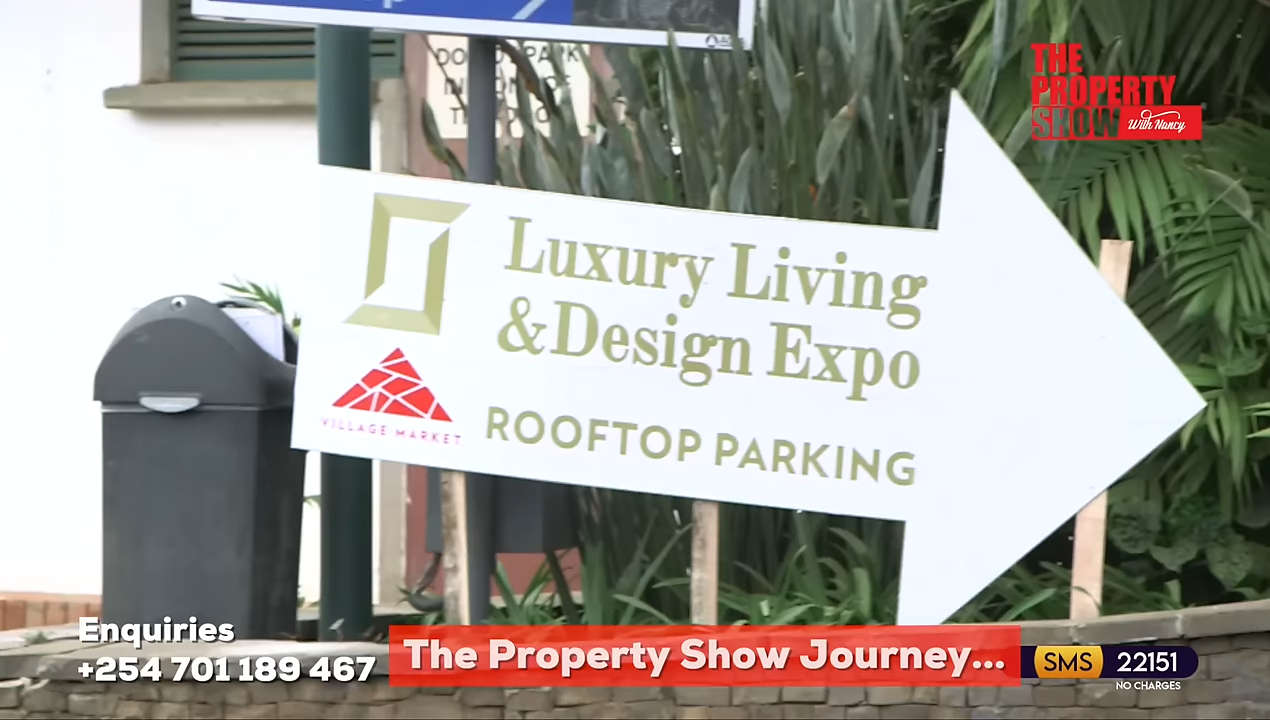 THE
PROPERTY
SHOW
With Nancy
Luxury Living
&Design Expo
VILLAGE MARKET
ROOFTOP PARKING
Enquiries
+254 701 189 467
The Property Show Journey...
SMS
22151
NO CHARGES